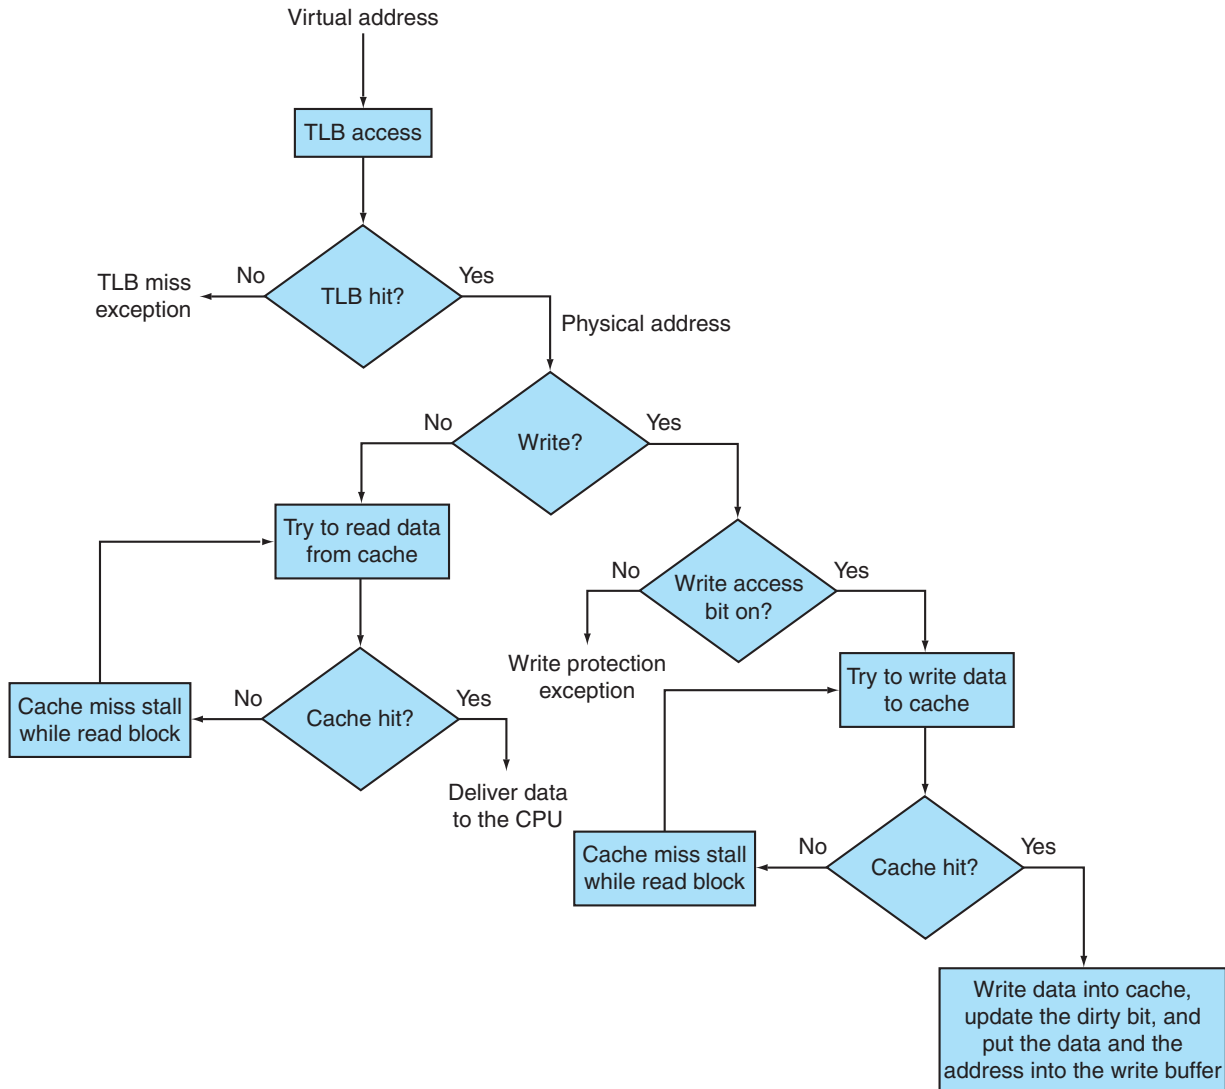 Virtual address
TLB access
No
Yes
TLB miss
exception
TLB hit?
Physical address
No
Yes
Write?
Try to read data
from cache
No
Yes
Write access
bit on?
Write protection
exception
Try to write data
to cache
No
Yes
Cache miss stall
while read block
Cache hit?
Deliver data
to the CPU
No
Yes
Cache miss stall
while read block
Cache hit?
Write data into cache,
update the dirty bit, and
put the data and the
address into the write buffer